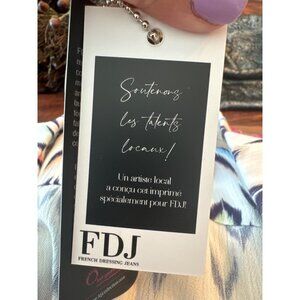 Soutenons
les talents
locaux!
Un artiste local
a conçu cet imprimé
spécialement pour FDJ!
FDJ
FRENCH DRESSING JEANS